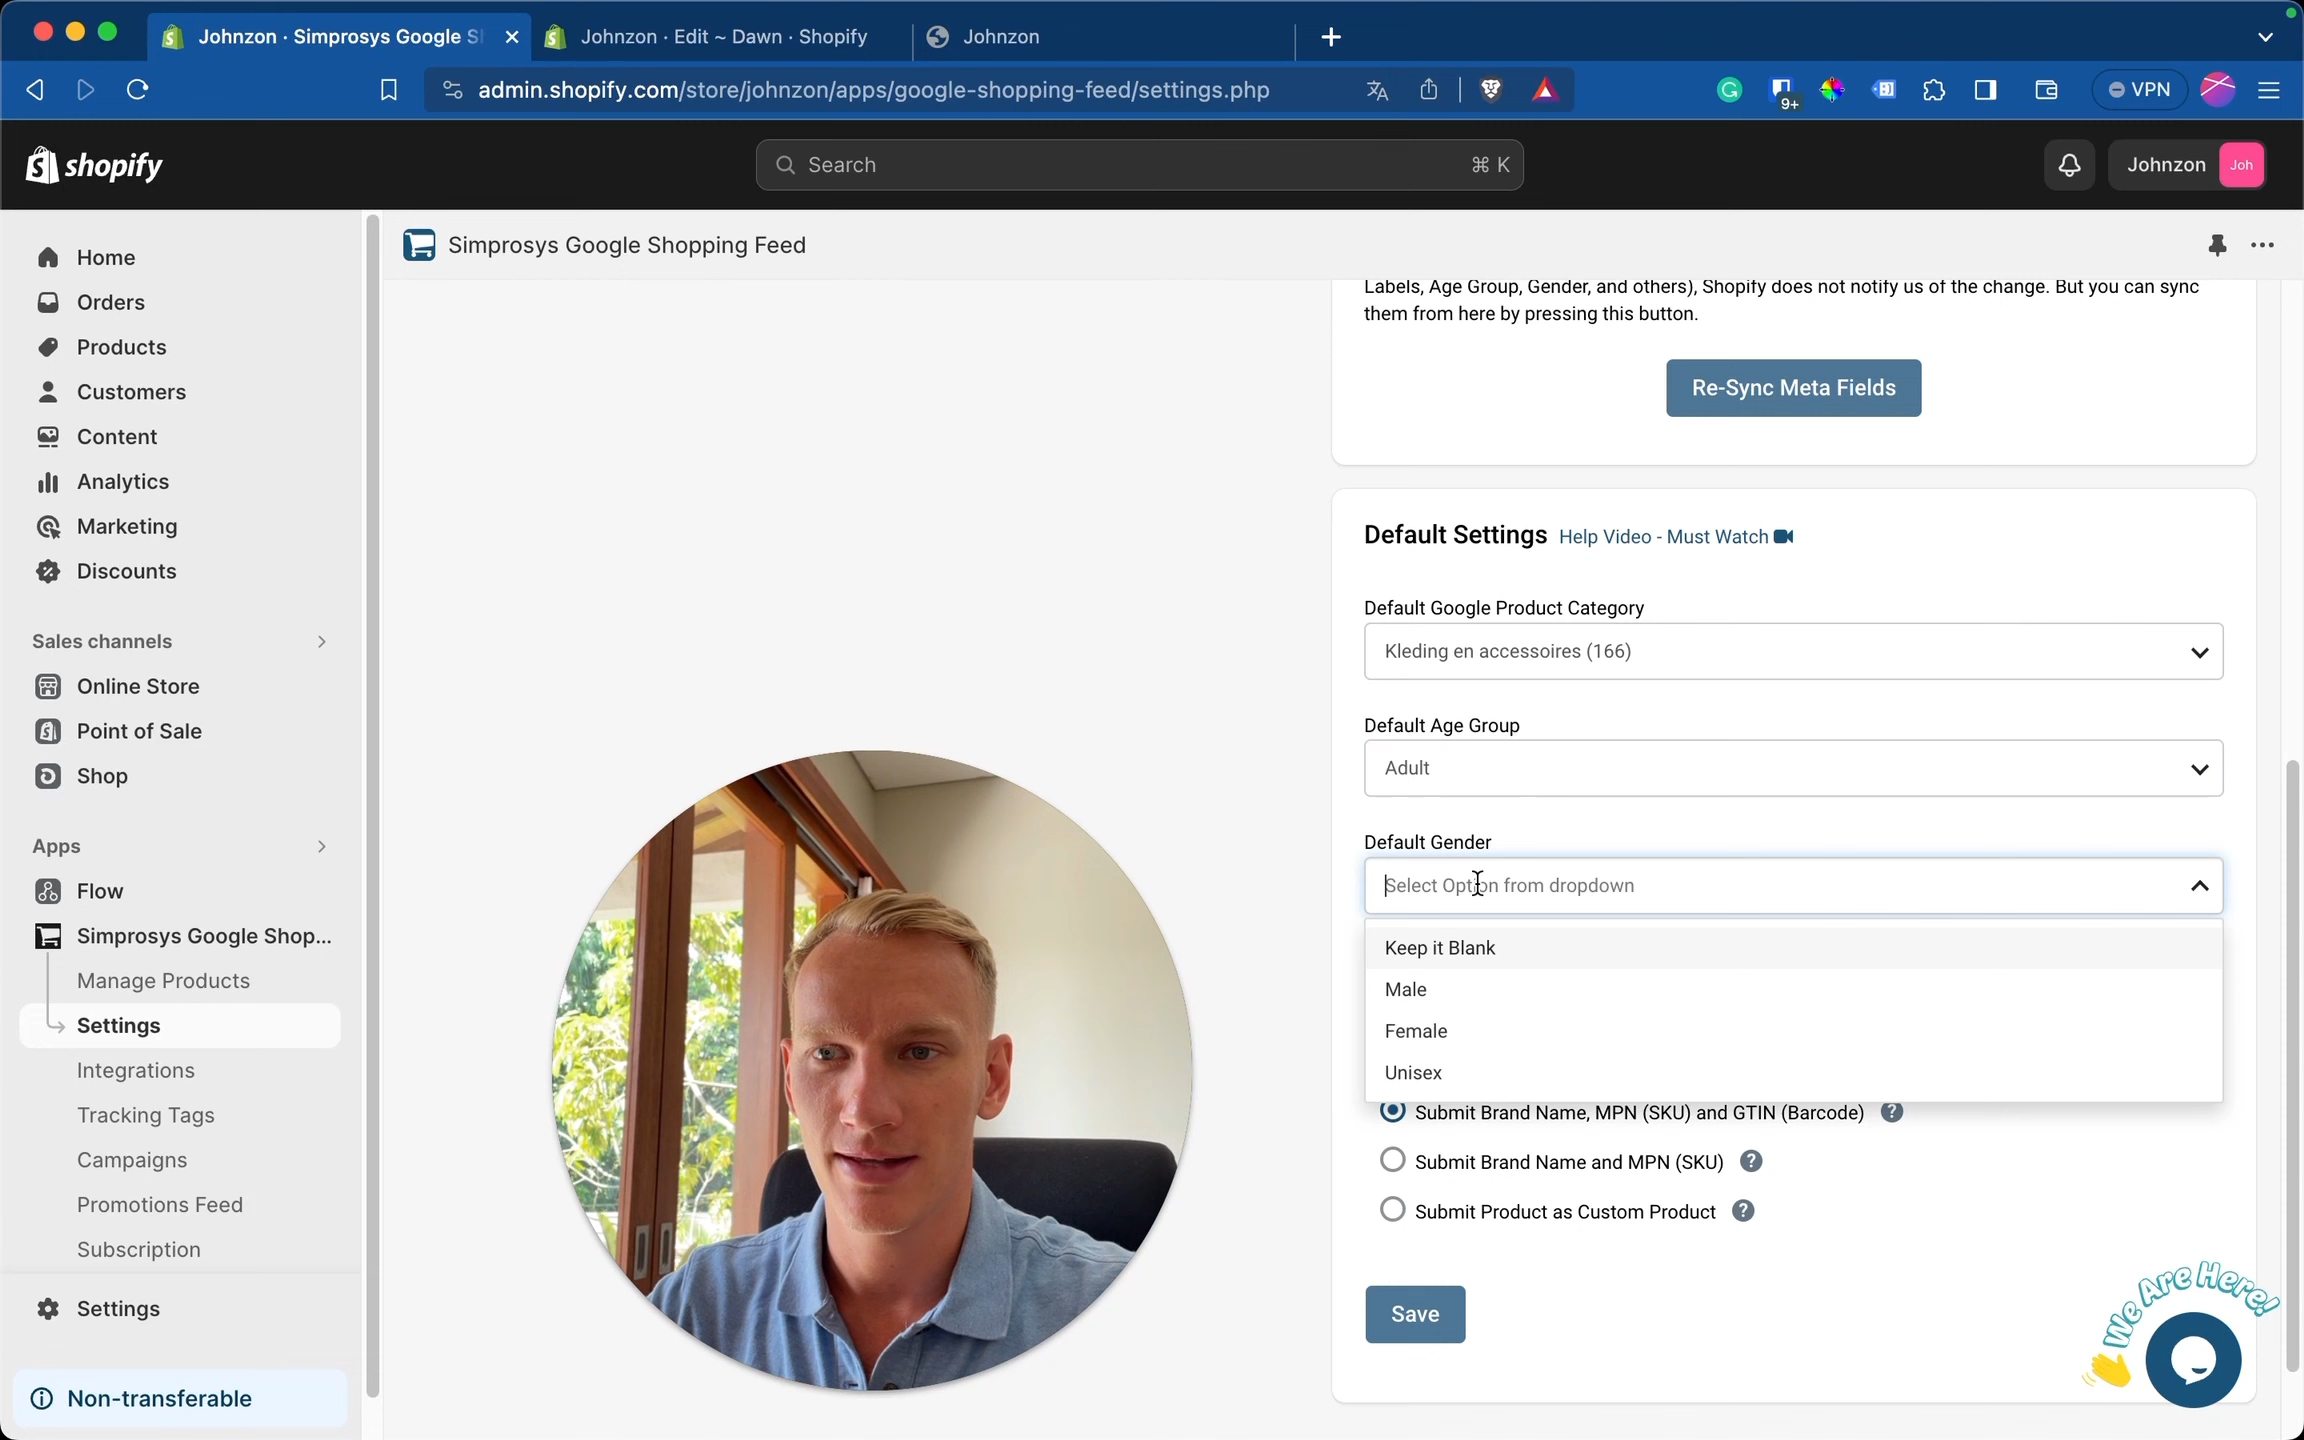 Johnzon · Simprosys Google S
Johnzon · Edit ~ Dawn · Shopify
Johnzon
admin.shopify.com/store/johnzon/apps/google-shopping-feed/settings.php
9+
VPN
shopify
Search
⌘ K
Johnzon
Joh
Home
Orders
Products
Customers
Content
Analytics
Marketing
Discounts
Sales channels
Online Store
Point of Sale
Shop
Apps
Flow
Simprosys Google Shop...
Manage Products
Settings
Integrations
Tracking Tags
Campaigns
Promotions Feed
Subscription
Settings
Non-transferable
Simprosys Google Shopping Feed
Labels, Age Group, Gender, and others), Shopify does not notify us of the change. But you can sync
them from here by pressing this button.
Re-Sync Meta Fields
Default Settings Help Video - Must Watch
Default Google Product Category
Kleding en accessoires (166)
Default Age Group
Adult
Default Gender
Select Option from dropdown
Keep it Blank
Male
Female
Unisex
Submit Brand Name, MPN (SKU) and GTIN (Barcode) ?
Submit Brand Name and MPN (SKU) ?
Submit Product as Custom Product ?
Save
We Are Here!